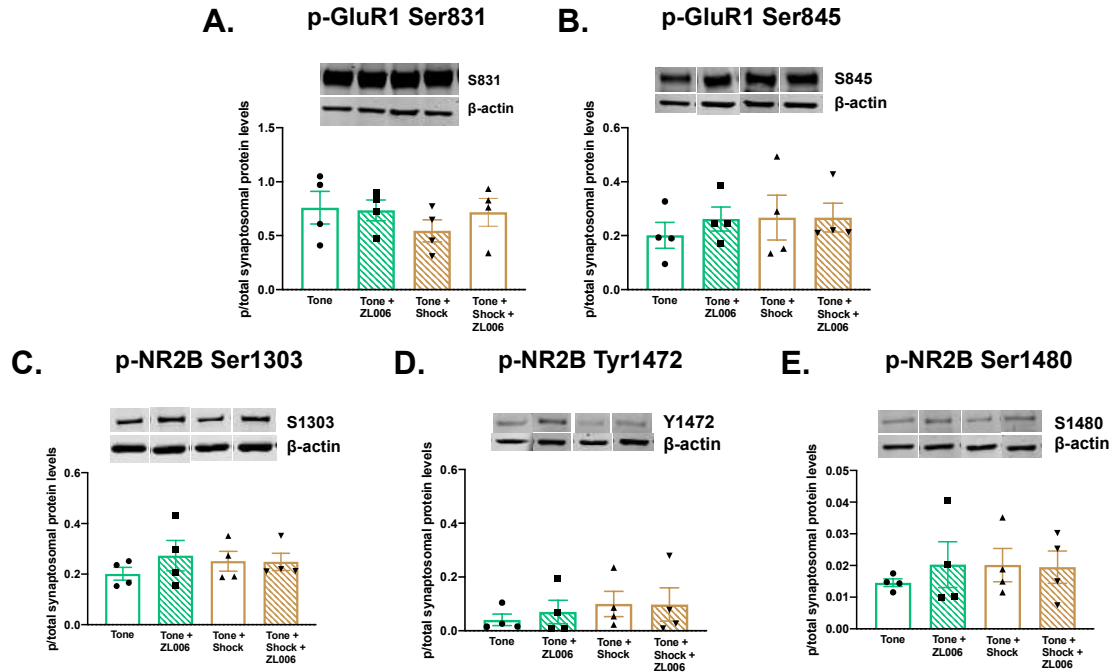 A.
p-GluR1 Ser831
S831
β-actin
p/total synaptosomal protein levels
1.5
1.0
0.5
0.0
Tone
Tone +
ZL006
Tone +
Shock
Tone +
Shock +
ZL006
B.
p-GluR1 Ser845
S845
β-actin
p/total synaptosomal protein levels
0.6
0.4
0.2
0.0
Tone
Tone +
ZL006
Tone +
Shock
Tone +
Shock +
ZL006
C.
p-NR2B Ser1303
S1303
β-actin
p/total synaptosomal protein levels
0.6
0.4
0.2
0.0
Tone
Tone +
ZL006
Tone +
Shock
Tone +
Shock +
ZL006
D.
p-NR2B Tyr1472
Y1472
β-actin
p/total synaptosomal protein levels
0.6
0.4
0.2
0.0
Tone
Tone +
ZL006
Tone +
Shock
Tone +
Shock +
ZL006
E.
p-NR2B Ser1480
S1480
β-actin
p/total synaptosomal protein levels
0.05
0.04
0.03
0.02
0.01
0.00
Tone
Tone +
ZL006
Tone +
Shock
Tone +
Shock +
ZL006